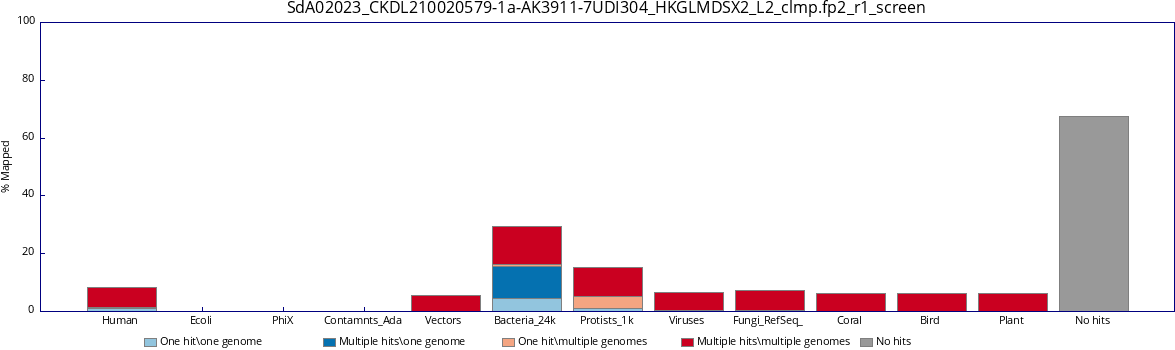 SdA02023_CKDL210020579-1a-AK3911-7UDI304_HKGLMDSX2_L2_clmp.fp2_r1_screen
100
80
60
40
20
0
% Mapped
Human Ecoli PhiX Contamnts_Ada Vectors Bacteria_24k Protists_1k Viruses Fungi_RefSeq_ Coral Bird Plant No hits
One hit\one genome Multiple hits\one genome One hit\multiple genomes Multiple hits\multiple genomes No hits